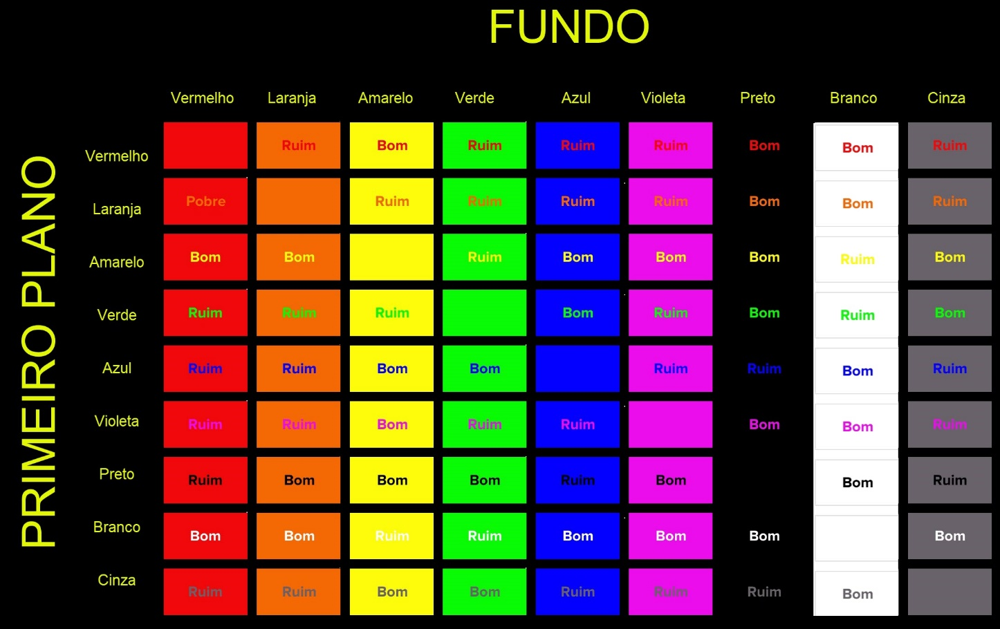 FUNDO
Vermelho Laranja Amarelo Verde Azul Violeta Preto Branco Cinza
PRIMEIRO PLANO
Vermelho Ruim Bom Ruim Ruim Ruim Bom Bom Ruim
Laranja Pobre Ruim Ruim Ruim Ruim Bom Bom Ruim
Amarelo Bom Bom Ruim Bom Bom Bom Ruim Bom
Verde Ruim Ruim Ruim Bom Ruim Bom Ruim Bom
Azul Ruim Ruim Bom Bom Ruim Ruim Bom Ruim
Violeta Ruim Ruim Bom Ruim Ruim Bom Bom Ruim
Preto Ruim Bom Bom Bom Ruim Bom Bom Ruim
Branco Bom Bom Ruim Ruim Bom Bom Bom Bom
Cinza Ruim Ruim Bom Bom Ruim Ruim Ruim Bom